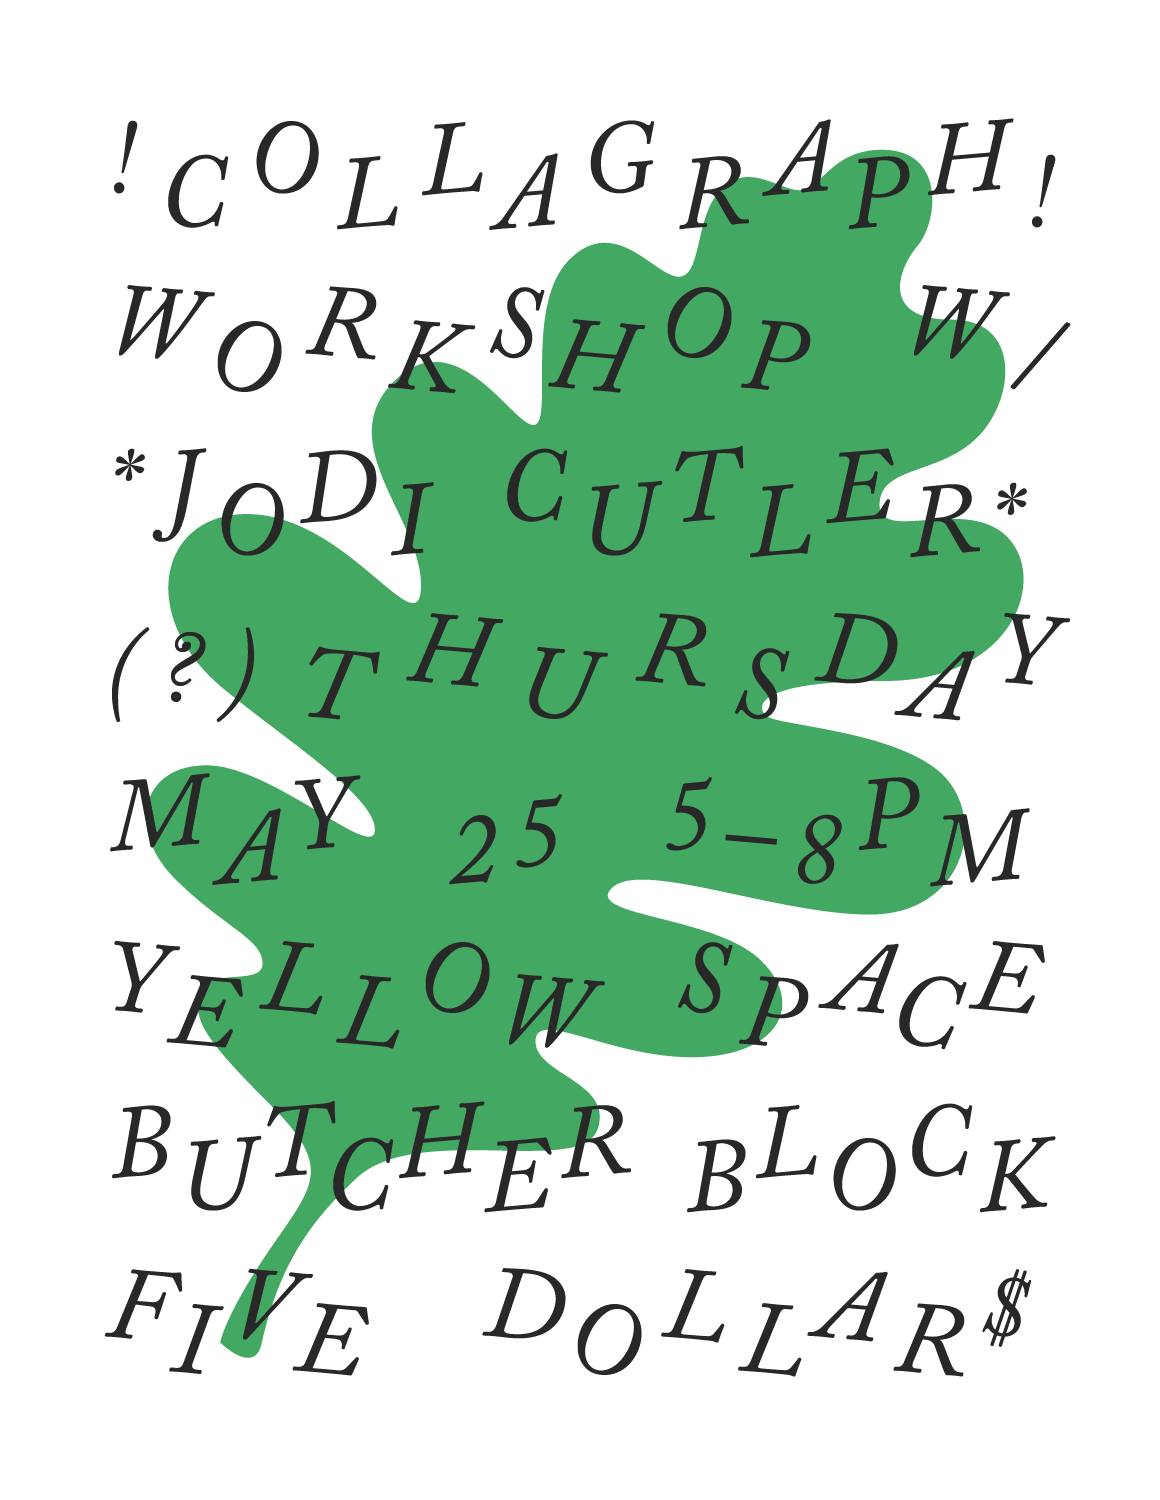 !COLLAGRAPH!
WORKSHOP W/
*JODI CUTLER*
(?) THURSDAY
MAY 25 5–8PM
YELLOW SPACE
BUTCHER BLOCK
FIVE DOLLAR$